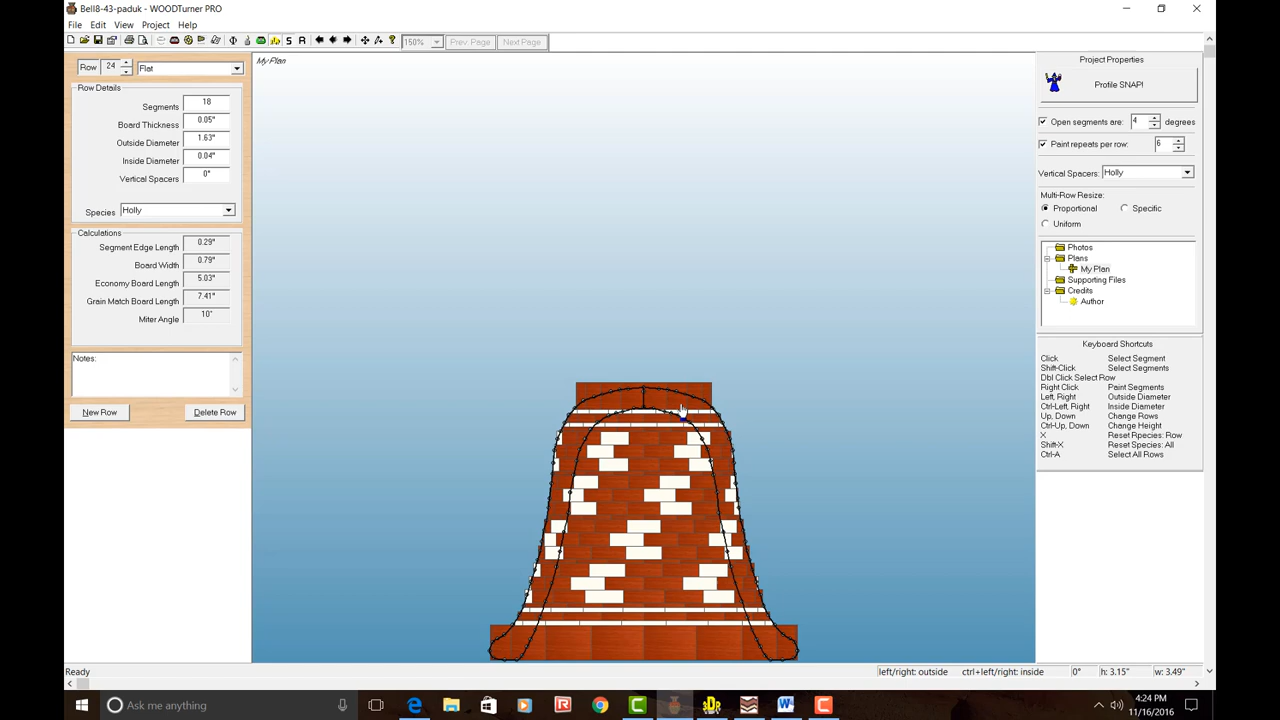 Bell8-43-paduk - WOODTurner PRO
File Edit View Project Help
S R 150% Prev. Page Next Page
Row 24 Flat
Row Details
Segments 18
Board Thickness 0.05"
Outside Diameter 1.63"
Inside Diameter 0.04"
Vertical Spacers 0"
Species Holly
Calculations
Segment Edge Length 0.29"
Board Width 0.79"
Economy Board Length 5.03"
Grain Match Board Length 7.41"
Miter Angle 10°
Notes:
New Row Delete Row
My Plan
Project Properties
Profile SNAP!
Open segments are: 4 degrees
Paint repeats per row: 6
Vertical Spacers: Holly
Multi-Row Resize:
Proportional Specific
Uniform
Photos
Plans
My Plan
Supporting Files
Credits
Author
Keyboard Shortcuts
Click Select Segment
Shift-Click Select Segments
Dbl Click Select Row
Right Click Paint Segments
Left, Right Outside Diameter
Ctrl-Left, Right Inside Diameter
Up, Down Change Rows
Ctrl-Up, Down Change Height
X Reset Species: Row
Shift-X Reset Species: All
Ctrl-A Select All Rows
Ready left/right: outside ctrl+left/right: inside 0° h: 3.15" w: 3.49"
Ask me anything
4:24 PM
11/16/2016